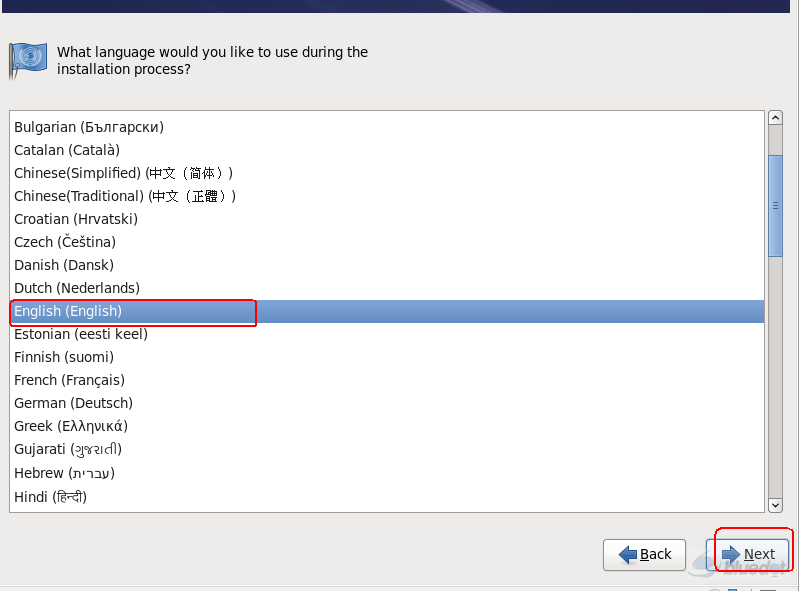 What language would you like to use during the
installation process?
Bulgarian (Български)
Catalan (Català)
Chinese(Simplified) (中文（简体）)
Chinese(Traditional) (中文（正體）)
Croatian (Hrvatski)
Czech (Čeština)
Danish (Dansk)
Dutch (Nederlands)
English (English)
Estonian (eesti keel)
Finnish (suomi)
French (Français)
German (Deutsch)
Greek (Ελληνικά)
Gujarati (ગુજરાતી)
Hebrew (עברית)
Hindi (हिन्दी)
Back
Next